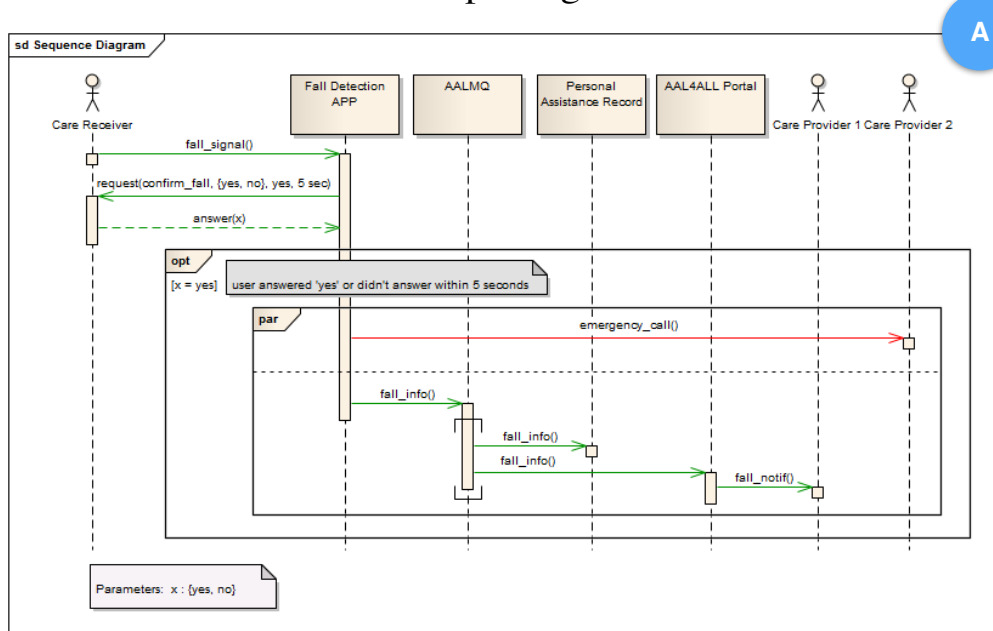 A
sd Sequence Diagram
Care Receiver
Fall Detection
APP
AALMQ
Personal
Assistance Record
AAL4ALL Portal
Care Provider 1
Care Provider 2
fall_signal()
request(confirm_fall, {yes, no}, yes, 5 sec)
answer(x)
opt
[x = yes]
user answered 'yes' or didn't answer within 5 seconds
par
emergency_call()
fall_info()
fall_info()
fall_info()
fall_notif()
Parameters: x : {yes, no}